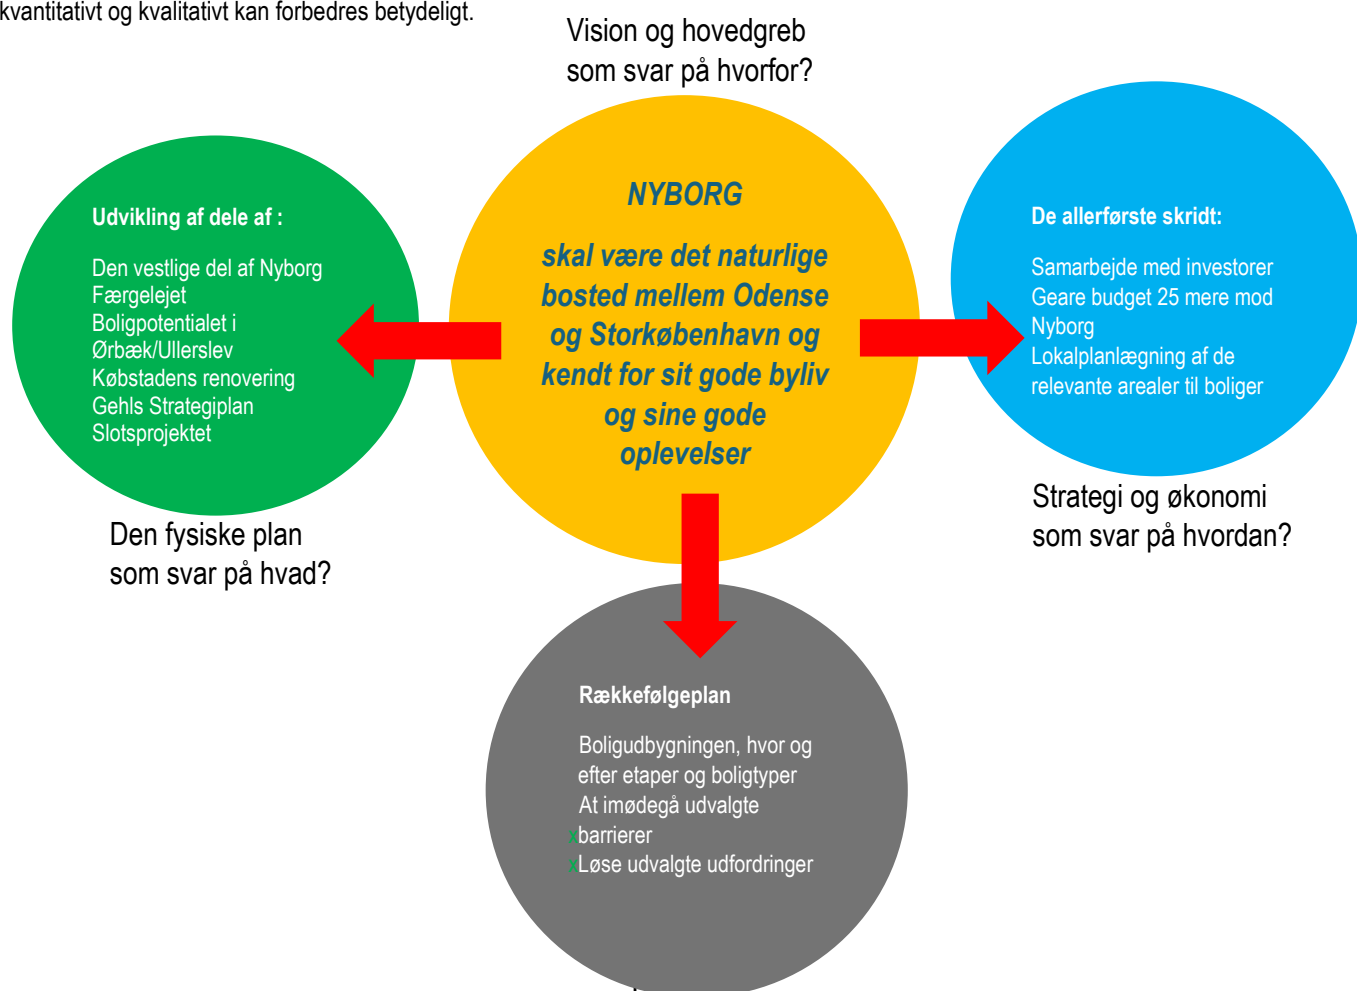 kvantitativt og kvalitativt kan forbedres betydeligt.
Vision og hovedgreb
som svar på hvorfor?
NYBORG
skal være det naturlige
bosted mellem Odense
og Storkøbenhavn og
kendt for sit gode byliv
og sine gode
oplevelser
Udvikling af dele af :
Den vestlige del af Nyborg
Færgelejet
Boligpotentialet i
Ørbæk/Ullerslev
Købstadens renovering
Gehls Strategiplan
Slotsprojektet
Den fysiske plan
som svar på hvad?
De allerførste skridt:
Samarbejde med investorer
Geare budget 25 mere mod
Nyborg
Lokalplanlægning af de
relevante arealer til boliger
Strategi og økonomi
som svar på hvordan?
Rækkefølgeplan
Boligudbygningen, hvor og
efter etaper og boligtyper
At imødegå udvalgte
xbarrierer
xLøse udvalgte udfordringer